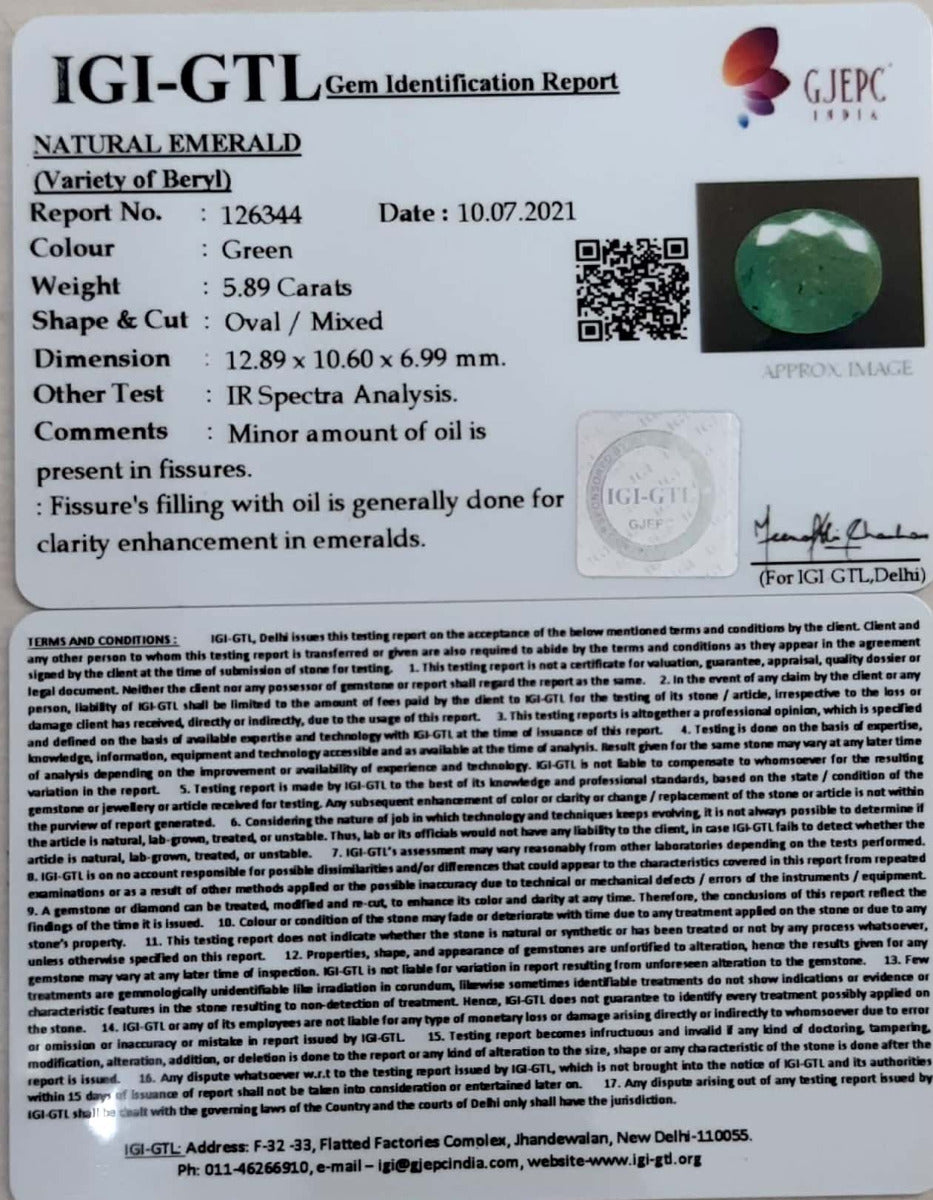 IGI-GTL Gem Identification Report
GJEPC
INDIA
NATURAL EMERALD
(Variety of Beryl)
Report No. : 126344 Date : 10.07.2021
Colour : Green
Weight : 5.89 Carats
Shape & Cut : Oval / Mixed
Dimension : 12.89 x 10.60 x 6.99 mm.
Other Test : IR Spectra Analysis.
Comments : Minor amount of oil is
present in fissures.
: Fissure's filling with oil is generally done for
clarity enhancement in emeralds.
APPROX. IMAGE
IGI-GTL
GJEP
(For IGI GTL,Delhi)
TERMS AND CONDITIONS : IGI-GTL, Delhi issues this testing report on the acceptance of the below mentioned terms and conditions by the client. Client and
any other person to whom this testing report is transferred or given are also required to abide by the terms and conditions as they appear in the agreement
signed by the client at the time of submission of stone for testing. 1. This testing report is not a certificate for valuation, guarantee, appraisal, quality dossier or
legal document. Neither the client nor any possessor of gemstone or report shall regard the report as the same. 2. In the event of any claim by the client or any
person, liability of IGI-GTL shall be limited to the amount of fees paid by the client to IGI-GTL for the testing of its stone / article, irrespective to the loss or
damage client has received, directly or indirectly, due to the usage of this report. 3. This testing reports is altogether a professional opinion, which is specified
and defined on the basis of available expertise and technology with IGI-GTL at the time of issuance of this report. 4. Testing is done on the basis of expertise,
knowledge, information, equipment and technology accessible and as available at the time of analysis. Result given for the same stone may vary at any later time
of analysis depending on the improvement or availability of experience and technology. IGI-GTL is not liable to compensate to whomsoever for the resulting
variation in the report. 5. Testing report is made by IGI-GTL to the best of its knowledge and professional standards, based on the state / condition of the
gemstone or jewellery or article received for testing. Any subsequent enhancement of color or clarity or change / replacement of the stone or article is not within
the purview of report generated. 6. Considering the nature of job in which technology and techniques keeps evolving, it is not always possible to determine if
the article is natural, lab-grown, treated, or unstable. Thus, lab or its officials would not have any liability to the client, in case IGI-GTL fails to detect whether the
article is natural, lab-grown, treated, or unstable. 7. IGI-GTL's assessment may vary reasonably from other laboratories depending on the tests performed.
8. IGI-GTL is on no account responsible for possible dissimilarities and/or differences that could appear to the characteristics covered in this report from repeated
examinations or as a result of other methods applied or the possible inaccuracy due to technical or mechanical defects / errors of the instruments / equipment.
9. A gemstone or diamond can be treated, modified and re-cut, to enhance its color and clarity at any time. Therefore, the conclusions of this report reflect the
findings of the time it is issued. 10. Colour or condition of the stone may fade or deteriorate with time due to any treatment applied on the stone or due to any
stone's property. 11. This testing report does not indicate whether the stone is natural or synthetic or has been treated or not by any process whatsoever,
unless otherwise specified on this report. 12. Properties, shape, and appearance of gemstones are unfortified to alteration, hence the results given for any
gemstone may vary at any later time of inspection. IGI-GTL is not liable for variation in report resulting from unforeseen alteration to the gemstone. 13. Few
treatments are gemmologically unidentifiable like irradiation in corundum, likewise sometimes identifiable treatments do not show indications or evidence or
characteristic features in the stone resulting to non-detection of treatment. Hence, IGI-GTL does not guarantee to identify every treatment possibly applied on
the stone. 14. IGI-GTL or any of its employees are not liable for any type of monetary loss or damage arising directly or indirectly to whomsoever due to error
or omission or inaccuracy or mistake in report issued by IGI-GTL. 15. Testing report becomes infructuous and invalid if any kind of doctoring, tampering,
modification, alteration, addition, or deletion is done to the report or any kind of alteration to the size, shape or any characteristic of the stone is done after the
report is issued. 16. Any dispute whatsoever w.r.t to the testing report issued by IGI-GTL, which is not brought into the notice of IGI-GTL and its authorities
within 15 days of issuance of report shall not be taken into consideration or entertained later on. 17. Any dispute arising out of any testing report issued by
IGI-GTL shall be dealt with the governing laws of the Country and the courts of Delhi only shall have the jurisdiction.
IGI-GTL: Address: F-32 -33, Flatted Factories Comolex, Jhandewalan, New Delhi-110055.
Ph: 011-46266910, e-mail – igi@gjepcindia.com, website-www.igi-gtl.org